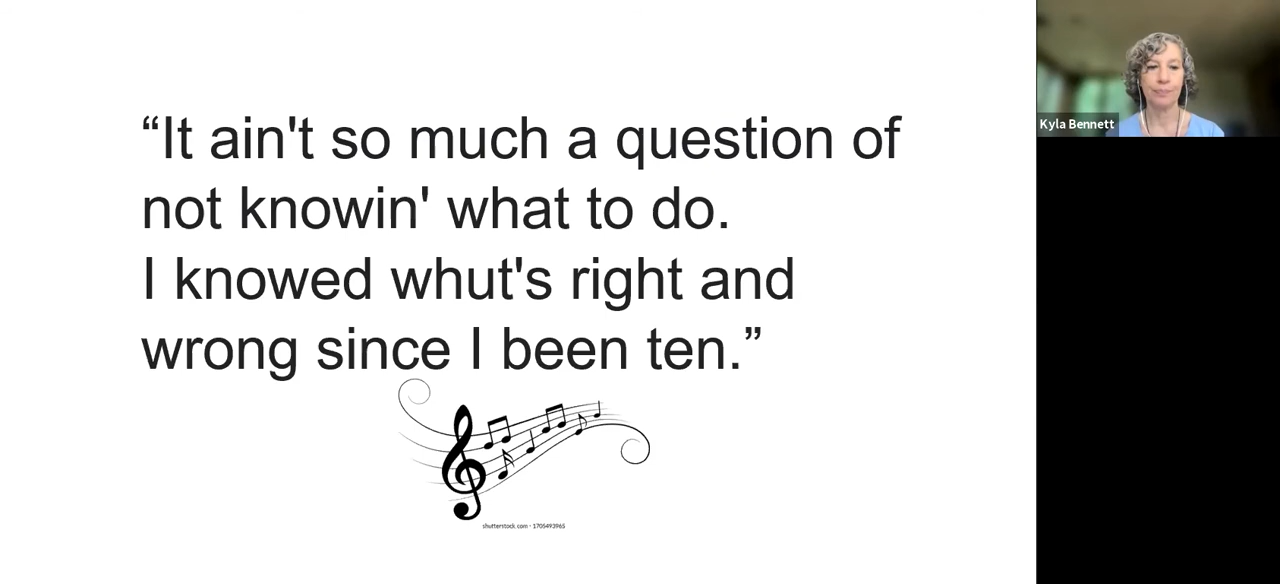 “It ain't so much a question of
not knowin' what to do.
I knowed whut's right and
wrong since I been ten.”
shutterstock.com · 1705493965
Kyla Bennett